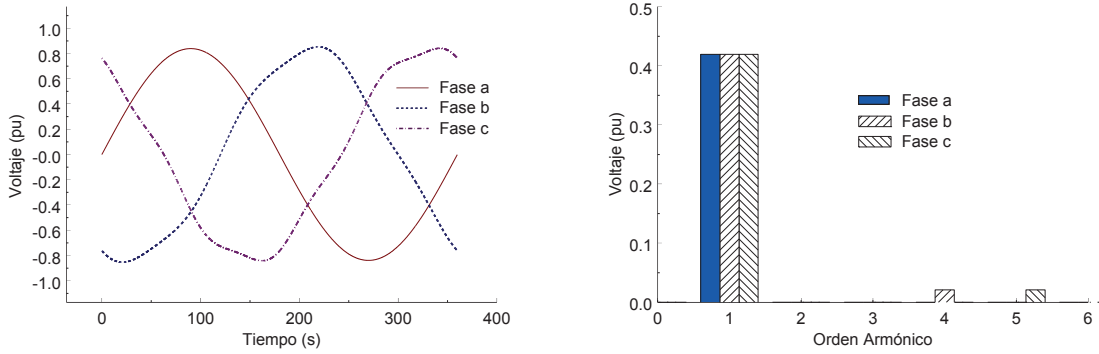 1.0
0.8
0.4
0.2
-0.0
-0.2
-0.4
-0.6
-0.8
-1.0
Voltaje (pu)
0
100
200
300
400
Tiempo (s)
Fase a
Fase b
Fase c
0.5
0.4
0.3
0.2
0.1
0.0
Voltaje (pu)
0
1
2
3
4
5
6
Orden Armónico
Fase a
Fase b
Fase c